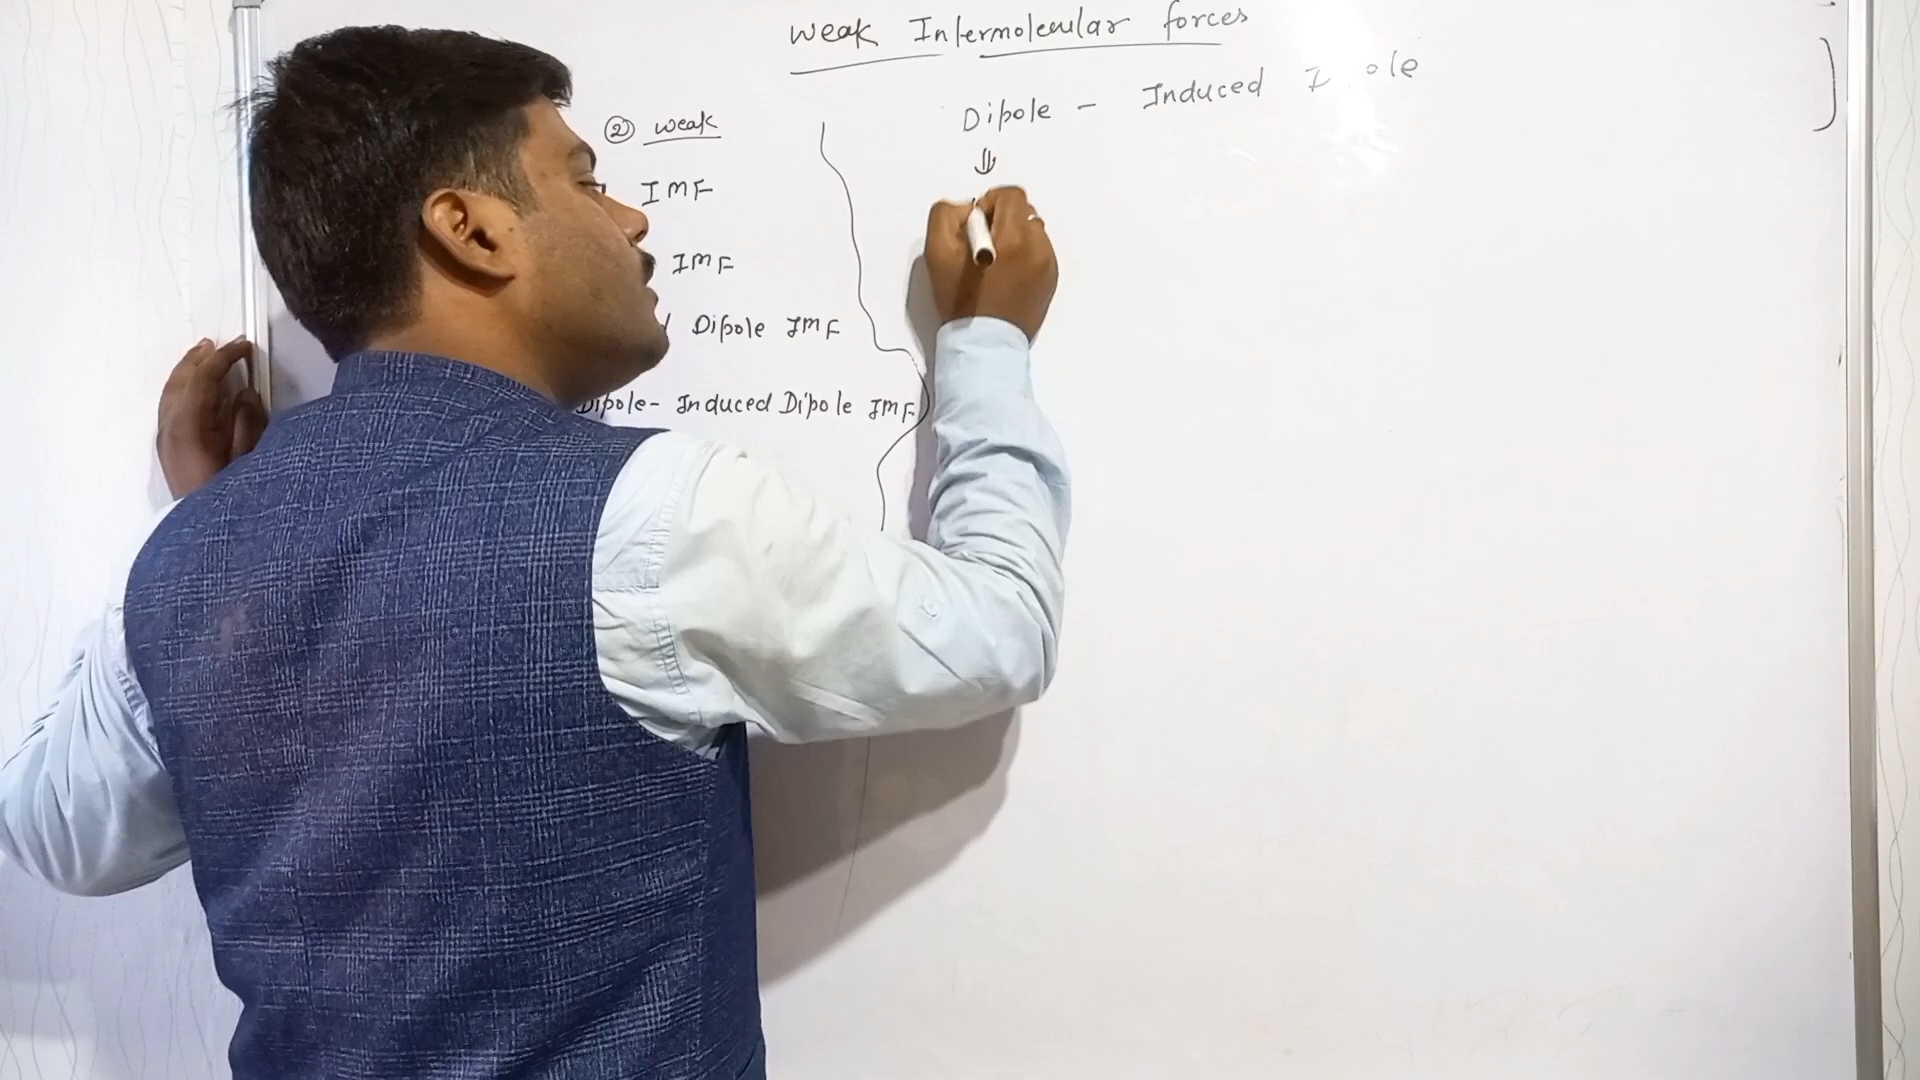 Weak Intermolecular forces
Dipole - Induced
② weak
IMF
IMF
Dipole IMF
Dipole- Induced Dipole IMF